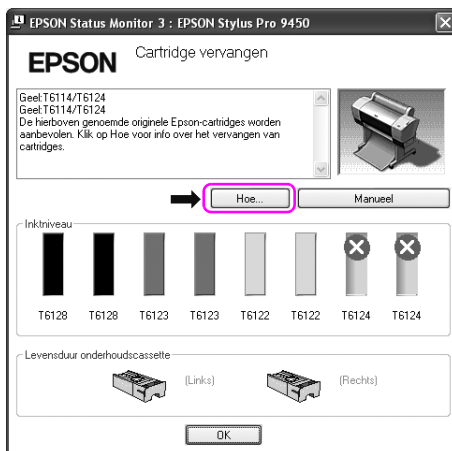 EPSON Status Monitor 3 : EPSON Stylus Pro 9450
EPSON
Cartridge vervangen
Geel:T6114/T6124
Geel:T6114/T6124
De hierboven genoemde originele Epson-cartridges worden
aanbevolen. Klik op Hoe voor info over het vervangen van
cartridges.
Hoe...
Manueel
Inktniveau
T6128 T6128 T6123 T6123 T6122 T6122 T6124 T6124
Levensduur onderhoudscassette
(Links) (Rechts)
OK